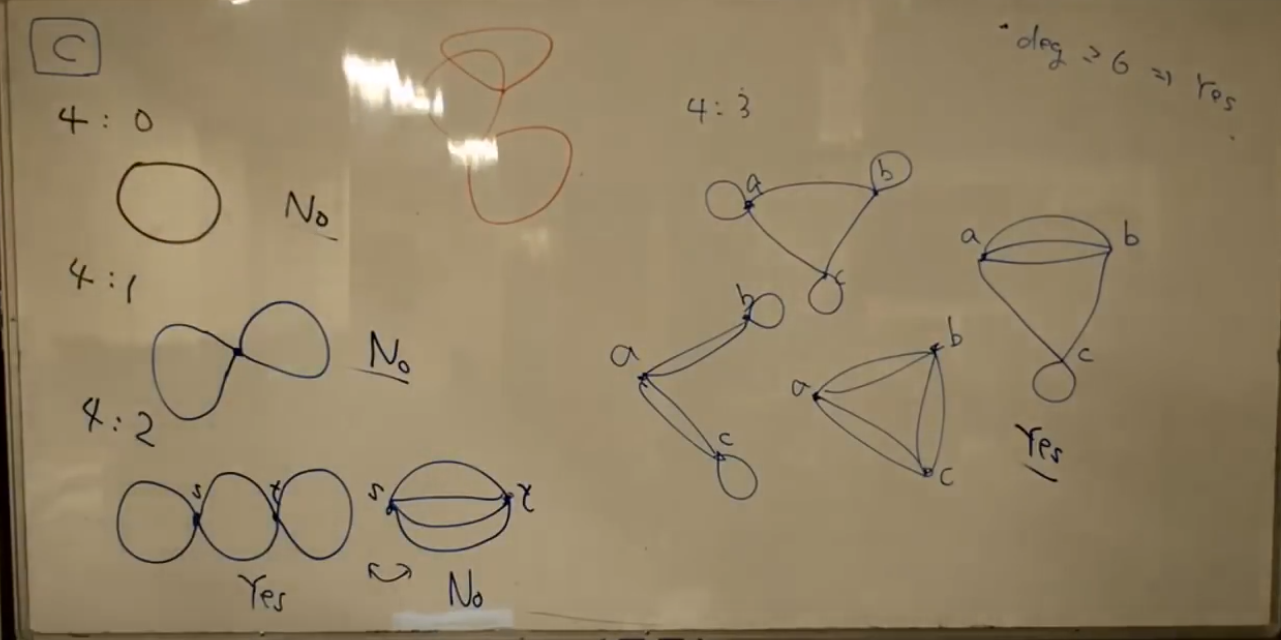 C
4 : 0
No
4 : 1
No
4 : 2
s t
Yes
s t
No
4 : 3
a b c
a b c
a b c
a b c
Yes
deg ≥ 6 ⇒ Yes